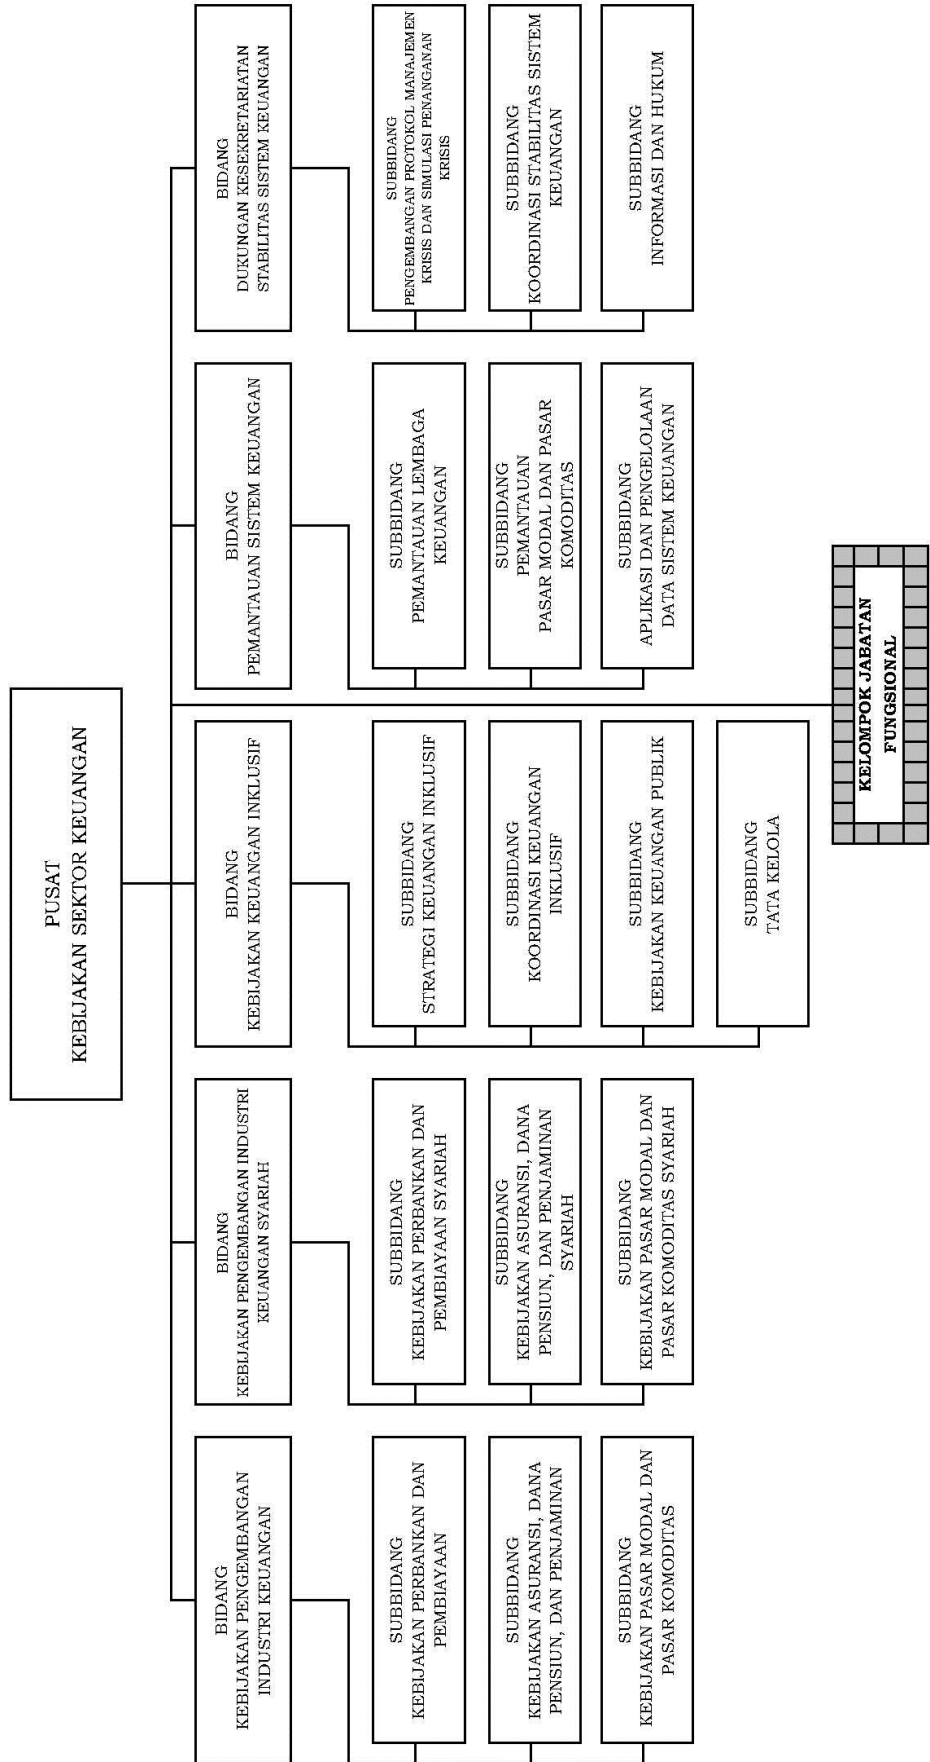 PUSAT
KEBIJAKAN SEKTOR KEUANGAN
BIDANG
KEBIJAKAN PENGEMBANGAN
INDUSTRI KEUANGAN
SUBBIDANG
KEBIJAKAN PERBANKAN DAN
PEMBIAYAAN
SUBBIDANG
KEBIJAKAN ASURANSI, DANA
PENSIUN, DAN PENJAMINAN
SUBBIDANG
KEBIJAKAN PASAR MODAL DAN
PASAR KOMODITAS
BIDANG
KEBIJAKAN PENGEMBANGAN INDUSTRI
KEUANGAN SYARIAH
SUBBIDANG
KEBIJAKAN PERBANKAN DAN
PEMBIAYAAN SYARIAH
SUBBIDANG
KEBIJAKAN ASURANSI, DANA
PENSIUN, DAN PENJAMINAN
SYARIAH
SUBBIDANG
KEBIJAKAN PASAR MODAL DAN
PASAR KOMODITAS SYARIAH
BIDANG
KEBIJAKAN KEUANGAN INKLUSIF
SUBBIDANG
STRATEGI KEUANGAN INKLUSIF
SUBBIDANG
KOORDINASI KEUANGAN
INKLUSIF
SUBBIDANG
KEBIJAKAN KEUANGAN PUBLIK
SUBBIDANG
TATA KELOLA
BIDANG
PEMANTAUAN SISTEM KEUANGAN
SUBBIDANG
PEMANTAUAN LEMBAGA
KEUANGAN
SUBBIDANG
PEMANTAUAN
PASAR MODAL DAN PASAR
KOMODITAS
SUBBIDANG
APLIKASI DAN PENGELOLAAN
DATA SISTEM KEUANGAN
BIDANG
DUKUNGAN KESEKRETARIATAN
STABILITAS SISTEM KEUANGAN
SUBBIDANG
PENGEMBANGAN PROTOKOL MANAJEMEN
KRISIS DAN SIMULASI PENANGANAN
KRISIS
SUBBIDANG
KOORDINASI STABILITAS SISTEM
KEUANGAN
SUBBIDANG
INFORMASI DAN HUKUM
KELOMPOK JABATAN
FUNGSIONAL